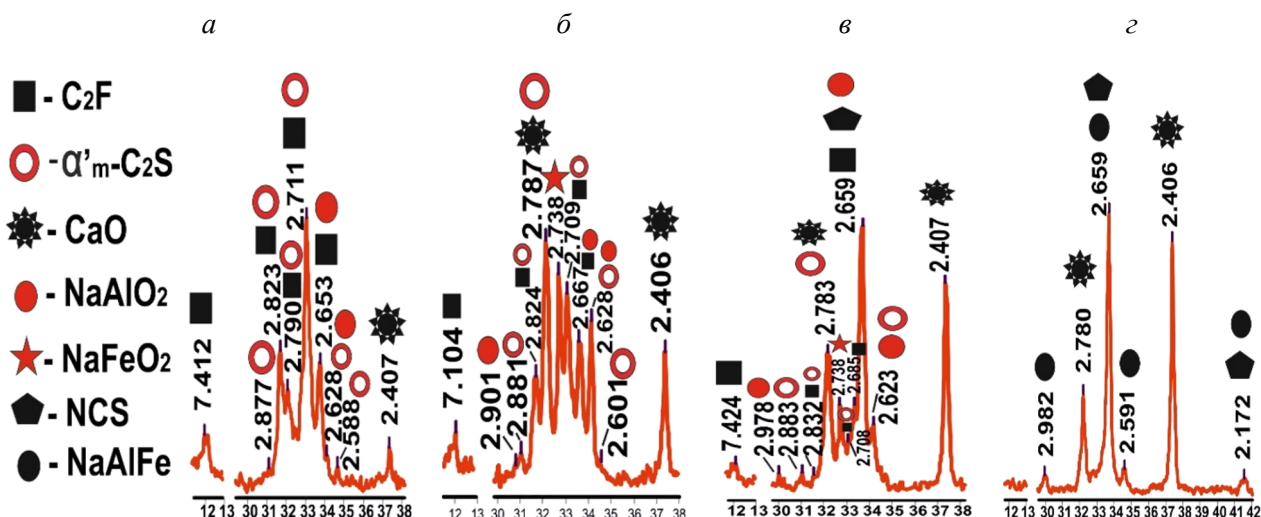 а
б
в
г
- C₂F
- α'ₘ-C₂S
- CaO
- NaAlO₂
- NaFeO₂
- NCS
- NaAlFe
7.412
2.877
2.823
2.790
2.711
2.653
2.628
2.588
2.407
12 13 30 31 32 33 34 35 36 37 38
7.104
2.901
2.881
2.824
2.787
2.738
2.709
2.667
2.628
2.601
2.406
12 13 30 31 32 33 34 35 36 37 38
7.424
2.978
2.883
2.832
2.783
2.738
2.708
2.685
2.659
2.623
2.407
12 13 30 31 32 33 34 35 36 37 38
2.982
2.780
2.659
2.591
2.406
2.172
12 13 30 31 32 33 34 35 36 37 38 39 40 41 42